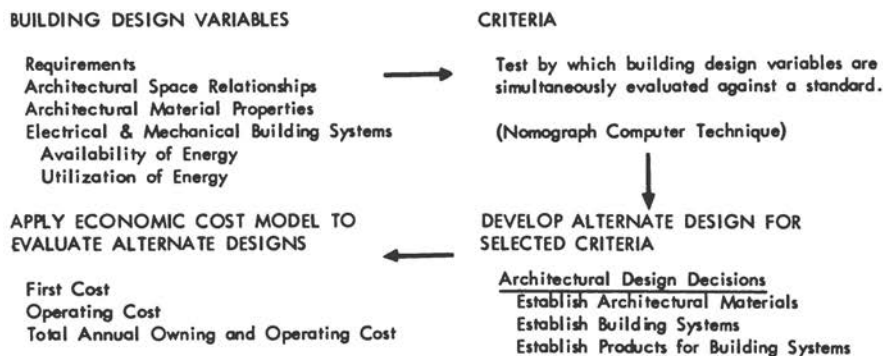 BUILDING DESIGN VARIABLES
Requirements
Architectural Space Relationships
Architectural Material Properties
Electrical & Mechanical Building Systems
Availability of Energy
Utilization of Energy
CRITERIA
Test by which building design variables are
simultaneously evaluated against a standard.
(Nomograph Computer Technique)
DEVELOP ALTERNATE DESIGN FOR
SELECTED CRITERIA
Architectural Design Decisions
Establish Architectural Materials
Establish Building Systems
Establish Products for Building Systems
APPLY ECONOMIC COST MODEL TO
EVALUATE ALTERNATE DESIGNS
First Cost
Operating Cost
Total Annual Owning and Operating Cost